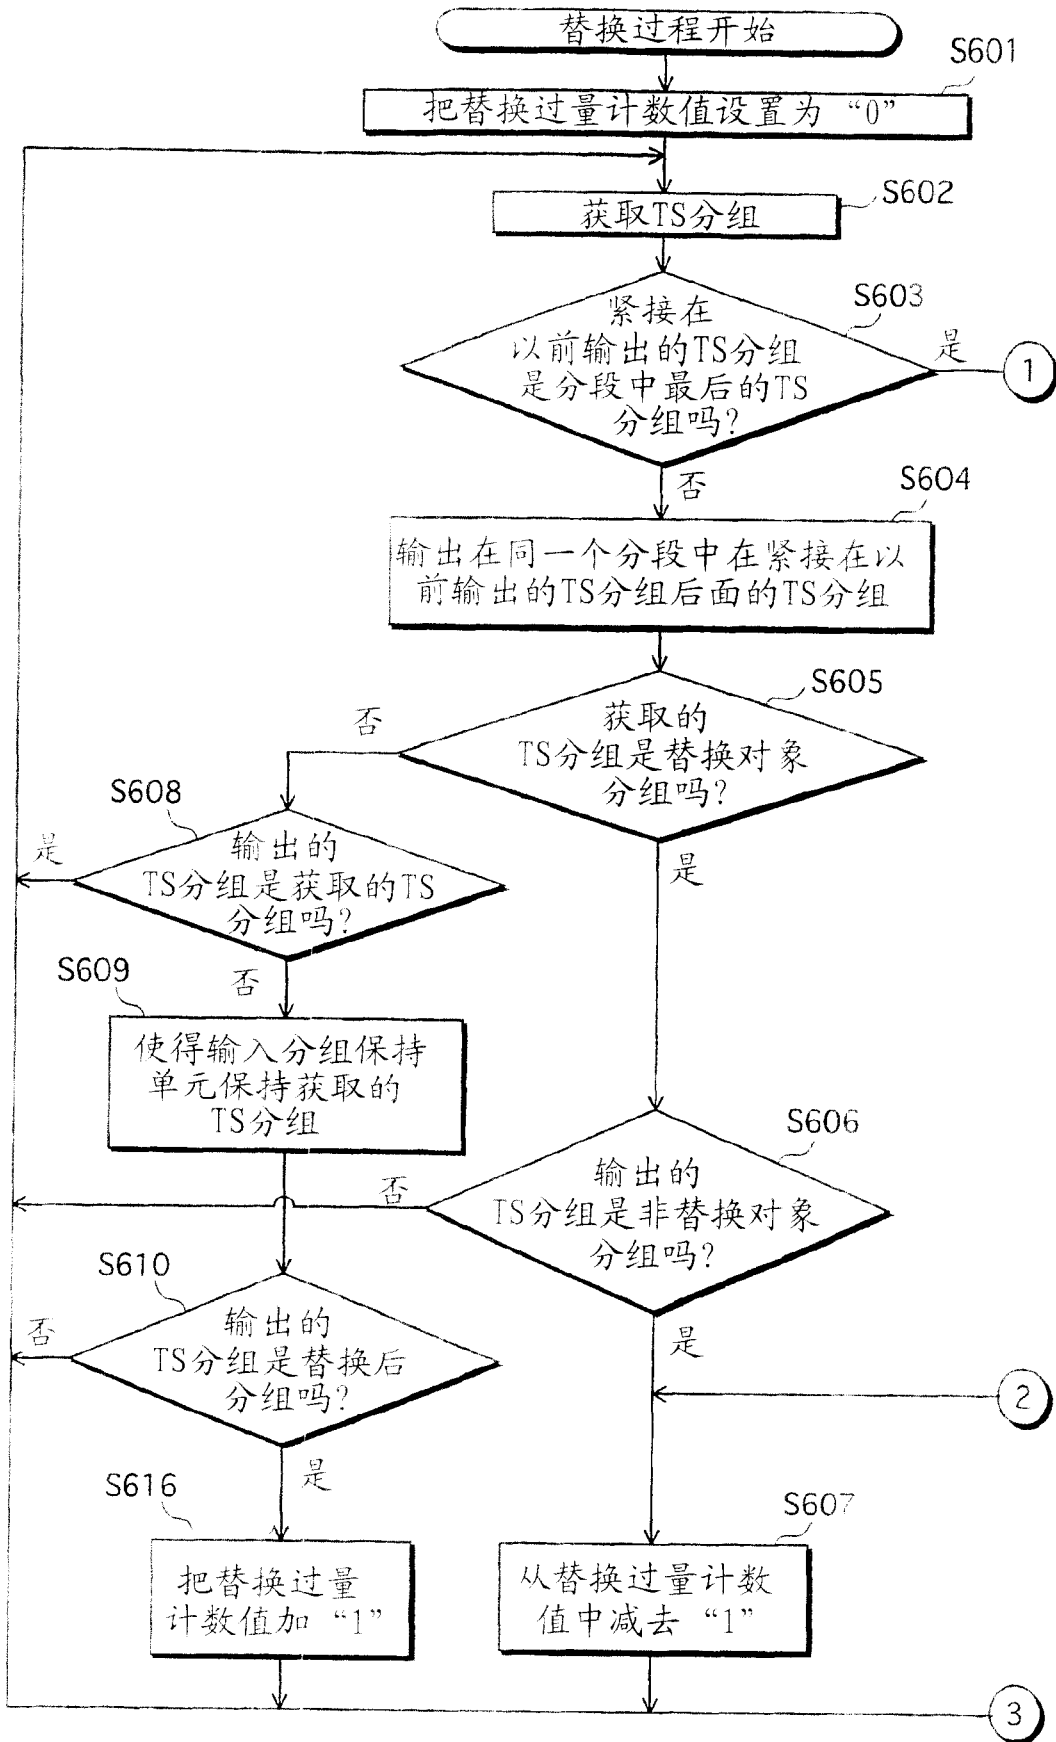 替换过程开始
S601
把替换过量计数值设置为 “0”
S602
获取TS分组
S603
紧接在
以前输出的TS分组
是分段中最后的TS
分组吗?
是
1
否
S604
输出在同一个分段中在紧接在以
前输出的TS分组后面的TS分组
S605
获取的
TS分组是替换对象
分组吗?
否
是
S608
输出的
TS分组是获取的TS
分组吗?
是
否
S609
使得输入分组保持
单元保持获取的
TS分组
S606
输出的
TS分组是非替换对象
分组吗?
否
是
S610
输出的
TS分组是替换后
分组吗?
否
是
2
S616
把替换过量
计数值加 “1”
S607
从替换过量计数
值中减去 “1”
3